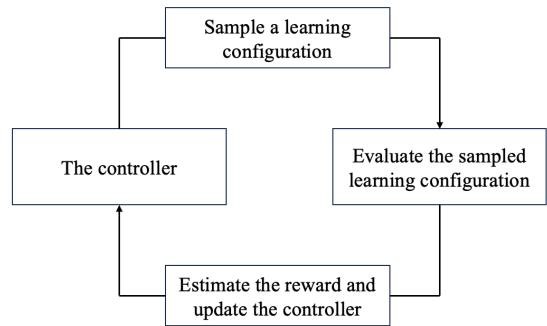 Sample a learning
configuration
The controller
Evaluate the sampled
learning configuration
Estimate the reward and
update the controller